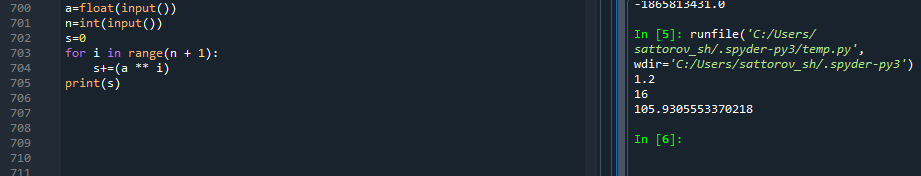 700 a=float(input())
701 n=int(input())
702 s=0
703 for i in range(n + 1):
704     s+=(a ** i)
705 print(s)
706
707
708
709
710
711
-1865813431.0
In [5]: runfile('C:/Users/
sattorov_sh/.spyder-py3/temp.py',
wdir='C:/Users/sattorov_sh/.spyder-py3')
1.2
16
105.9305553370218
In [6]: